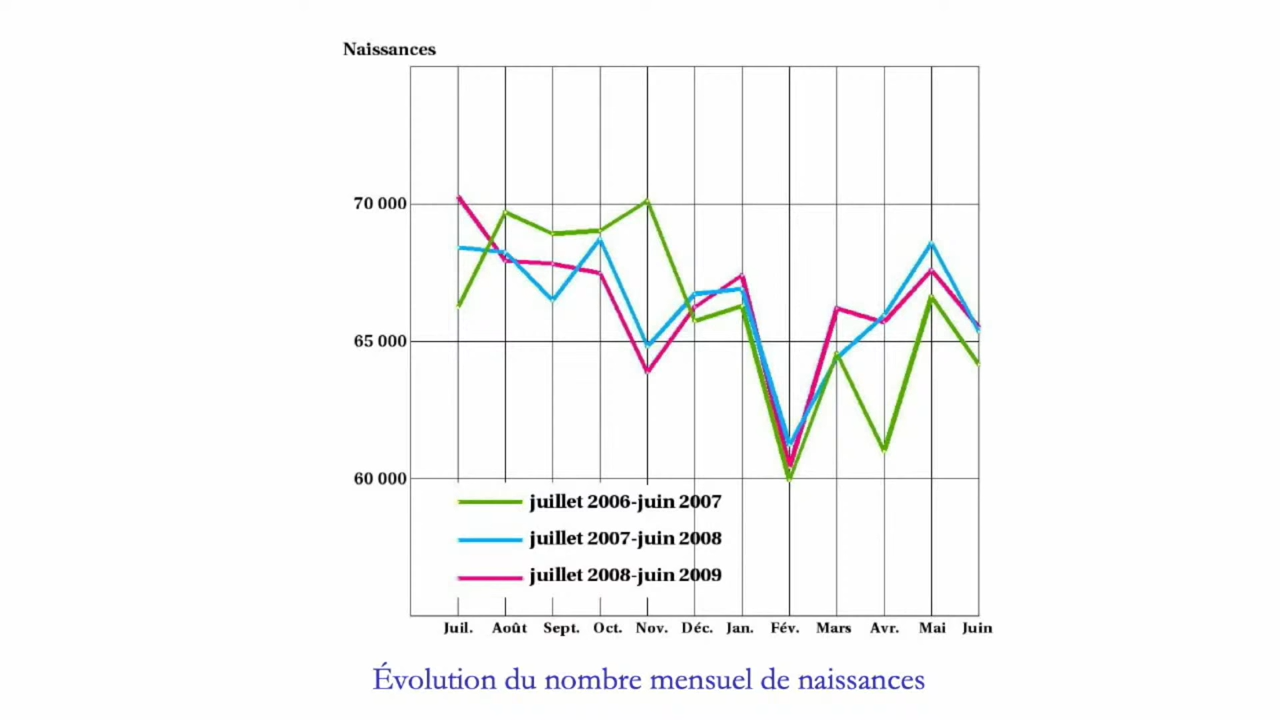 Naissances
70 000
65 000
60 000
juillet 2006-juin 2007
juillet 2007-juin 2008
juillet 2008-juin 2009
Juil. Août Sept. Oct. Nov. Déc. Jan. Fév. Mars Avr. Mai Juin
Évolution du nombre mensuel de naissances